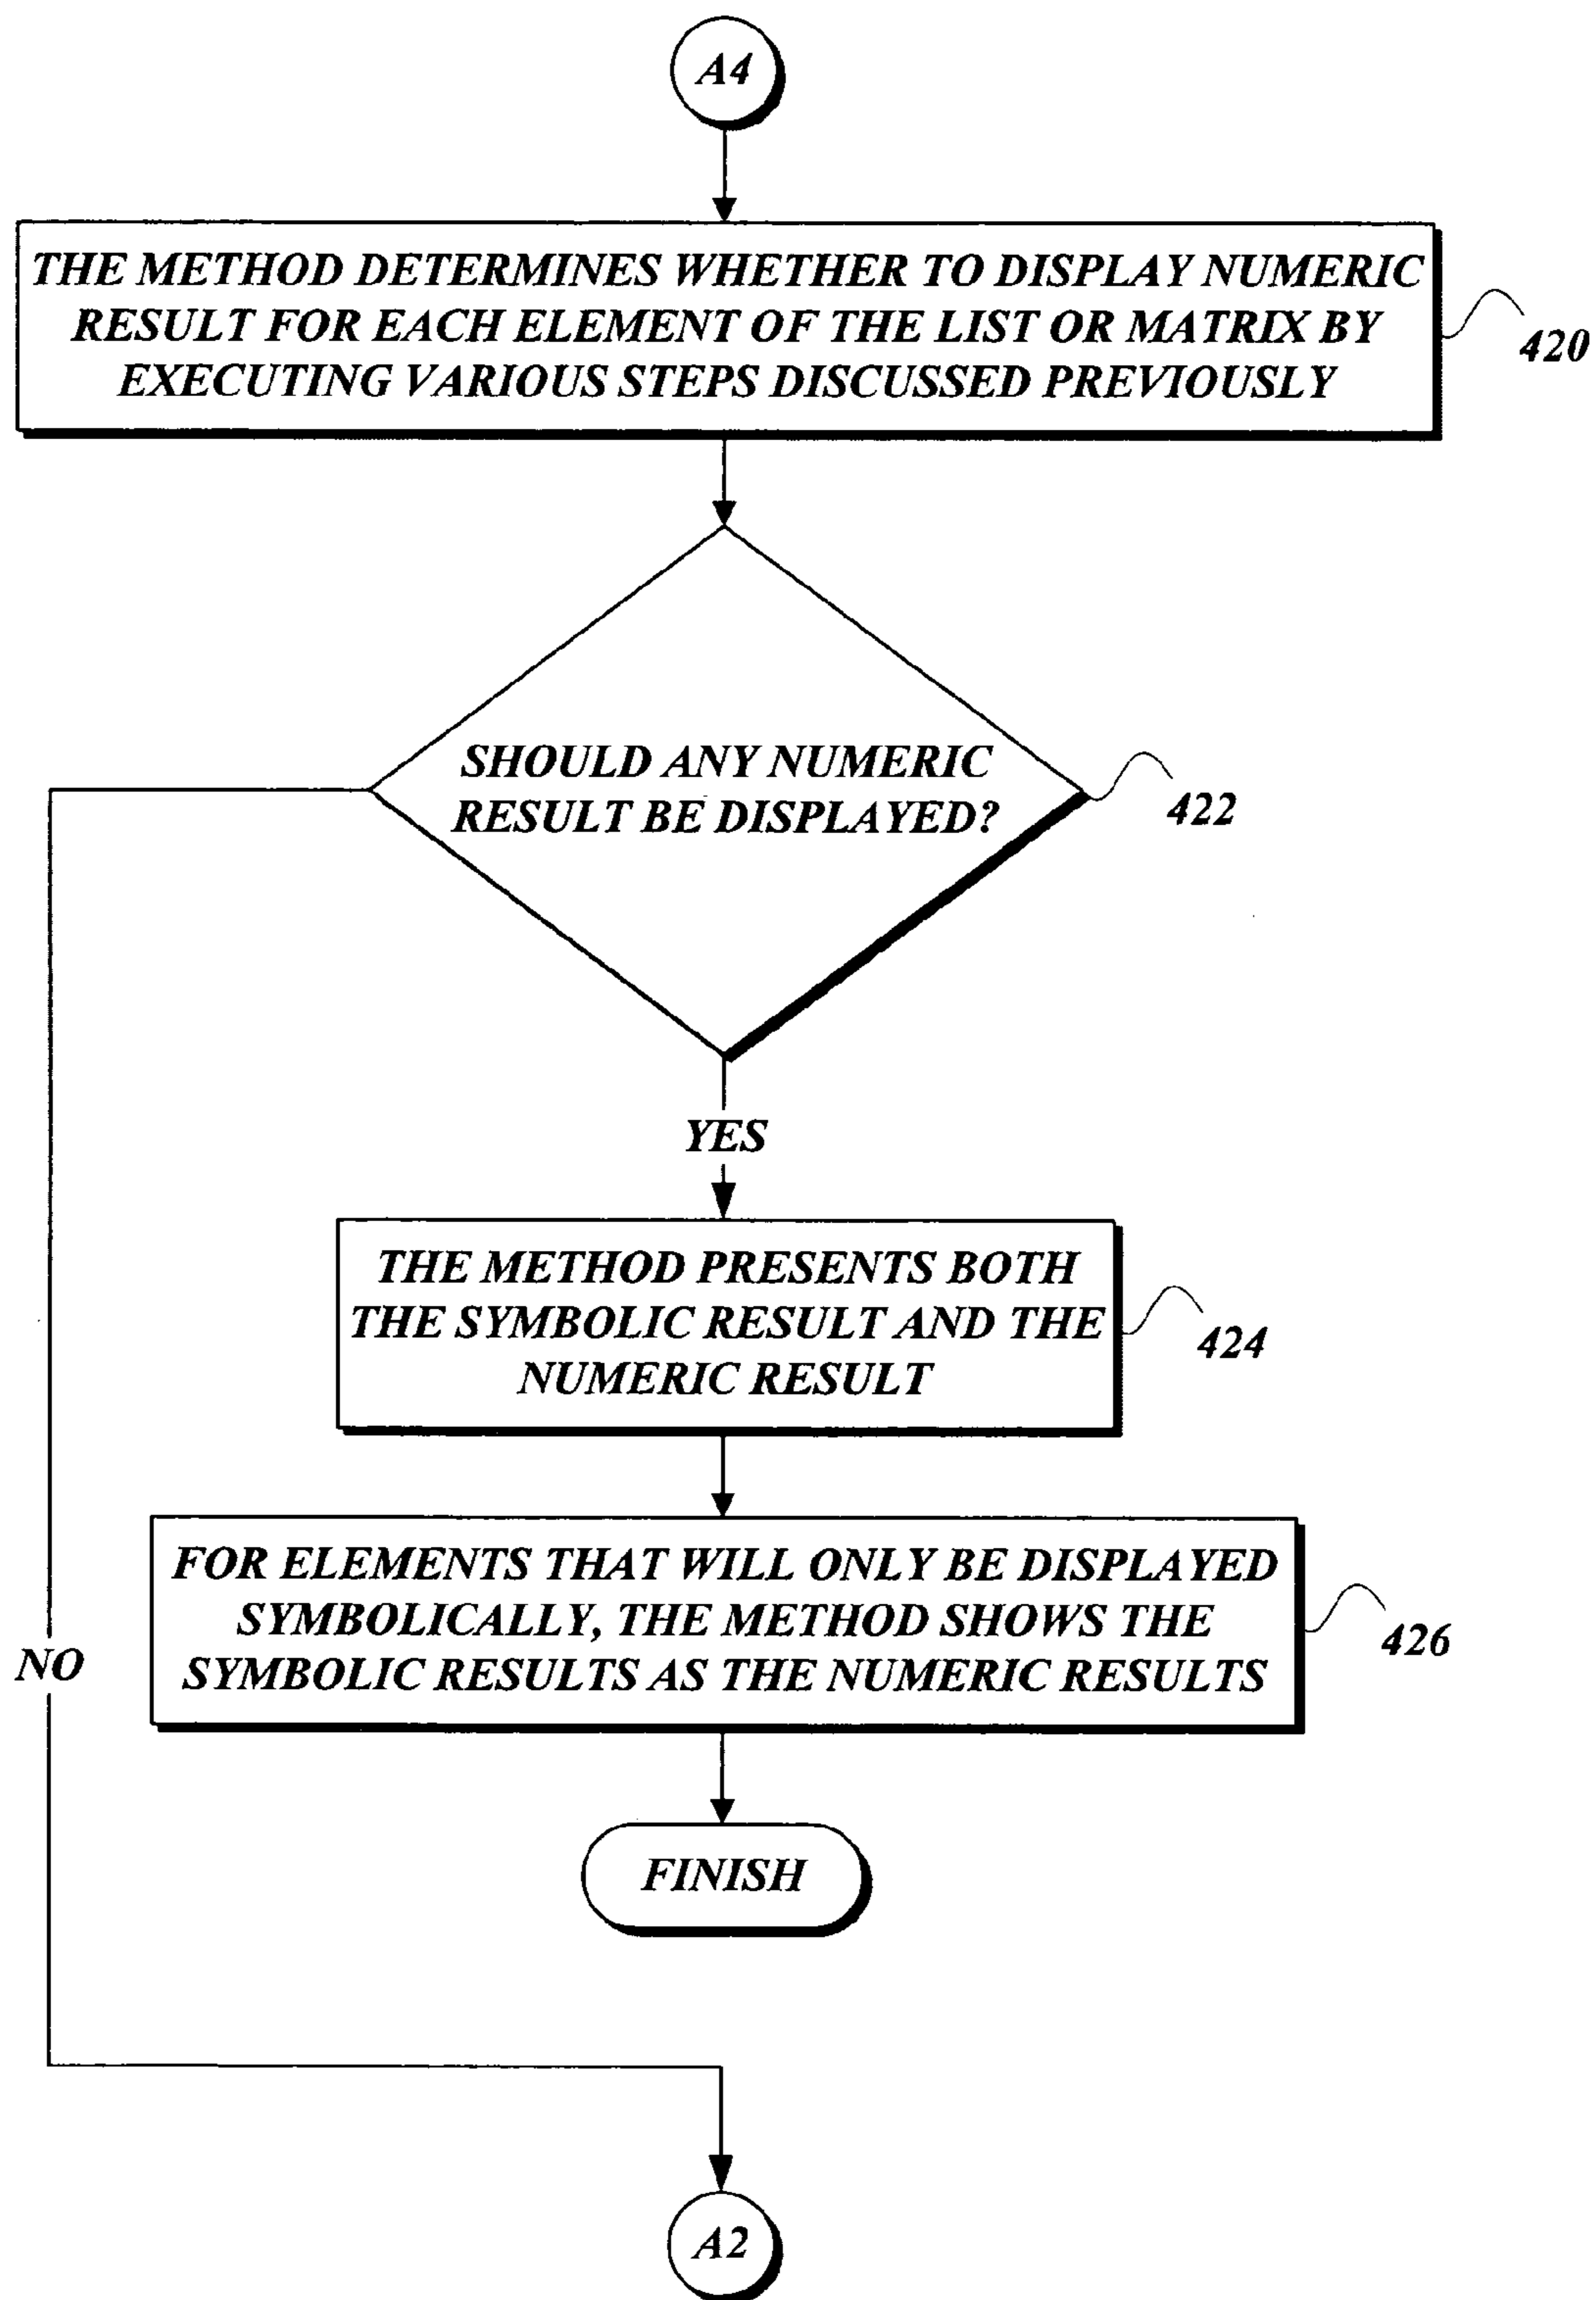 A4
THE METHOD DETERMINES WHETHER TO DISPLAY NUMERIC
RESULT FOR EACH ELEMENT OF THE LIST OR MATRIX BY
EXECUTING VARIOUS STEPS DISCUSSED PREVIOUSLY
420
SHOULD ANY NUMERIC
RESULT BE DISPLAYED?
422
YES
THE METHOD PRESENTS BOTH
THE SYMBOLIC RESULT AND THE
NUMERIC RESULT
424
FOR ELEMENTS THAT WILL ONLY BE DISPLAYED
SYMBOLICALLY, THE METHOD SHOWS THE
SYMBOLIC RESULTS AS THE NUMERIC RESULTS
426
NO
FINISH
A2